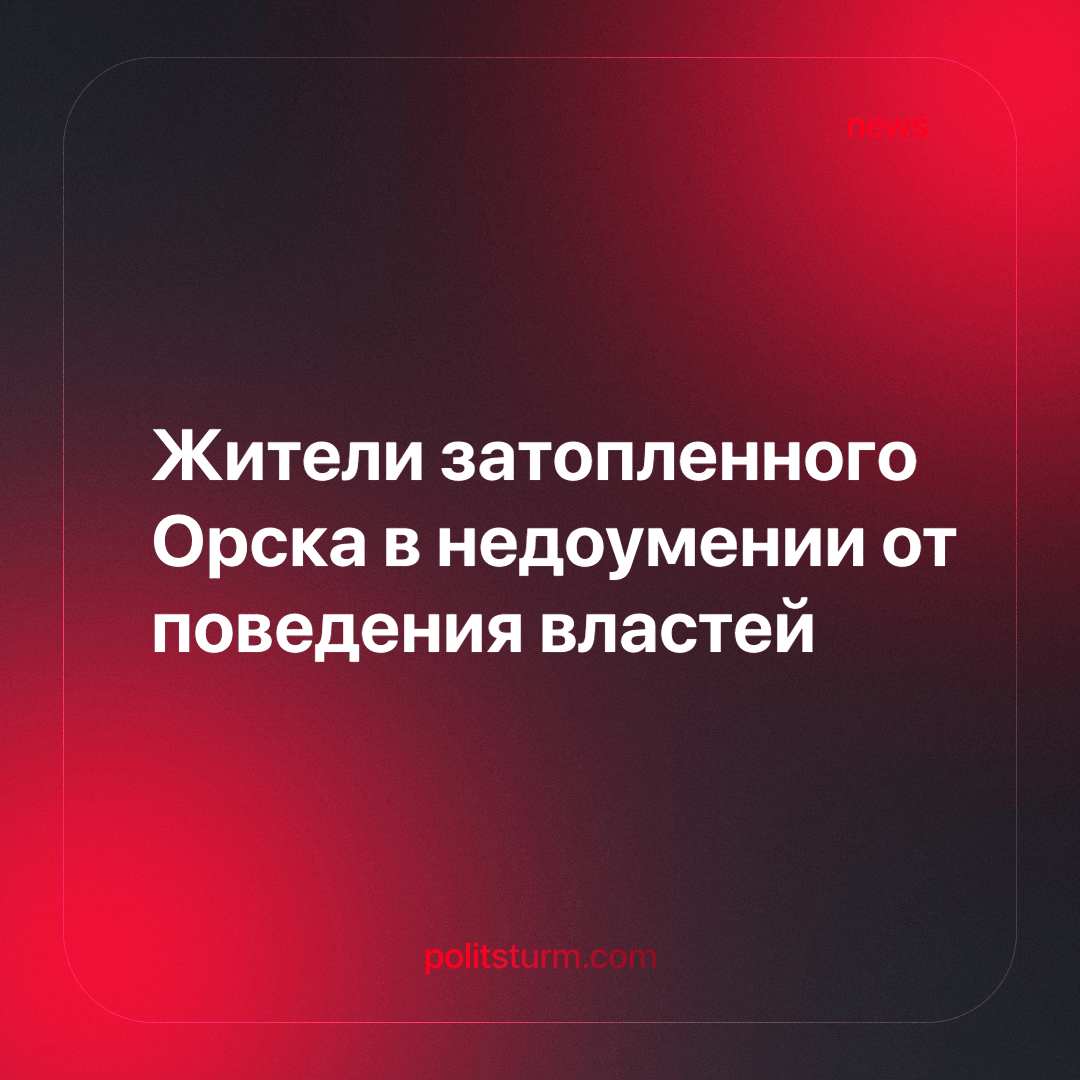 news
Жители затопленного
Орска в недоумении от
поведения властей
politsturm.com